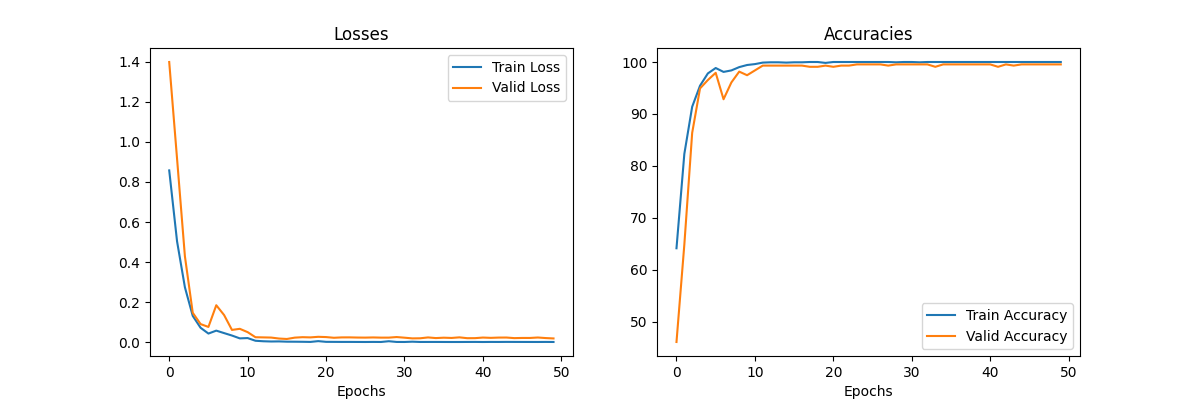 Losses
1.4
1.2
1.0
0.8
0.6
0.4
0.2
0.0
0 10 20 30 40 50
Epochs
Train Loss
Valid Loss
Accuracies
100
90
80
70
60
50
0 10 20 30 40 50
Epochs
Train Accuracy
Valid Accuracy